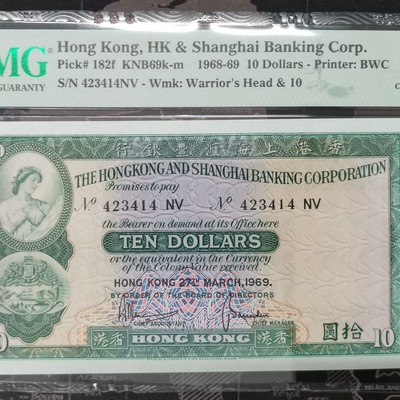 MG Hong Kong, HK & Shanghai Banking Corp.
GUARANTY Pick# 182f KNB69k-m 1968-69 10 Dollars - Printer: BWC
S/N 423414NV - Wmk: Warrior's Head & 10
行銀豐滙海上港香
THE HONGKONG AND SHANGHAI BANKING CORPORATION
Promises to pay
No 423414 NV No 423414 NV
the Bearer on demand at its Office here
TEN DOLLARS
or the equivalent in the Currency
of the Colony Value received.
HONG KONG 27TH MARCH, 1969.
BY ORDER OF THE BOARD OF DIRECTORS
CHIEF ACCOUNTANT CHIEF MANAGER
港香 HONG KONG 港香
圓拾 10